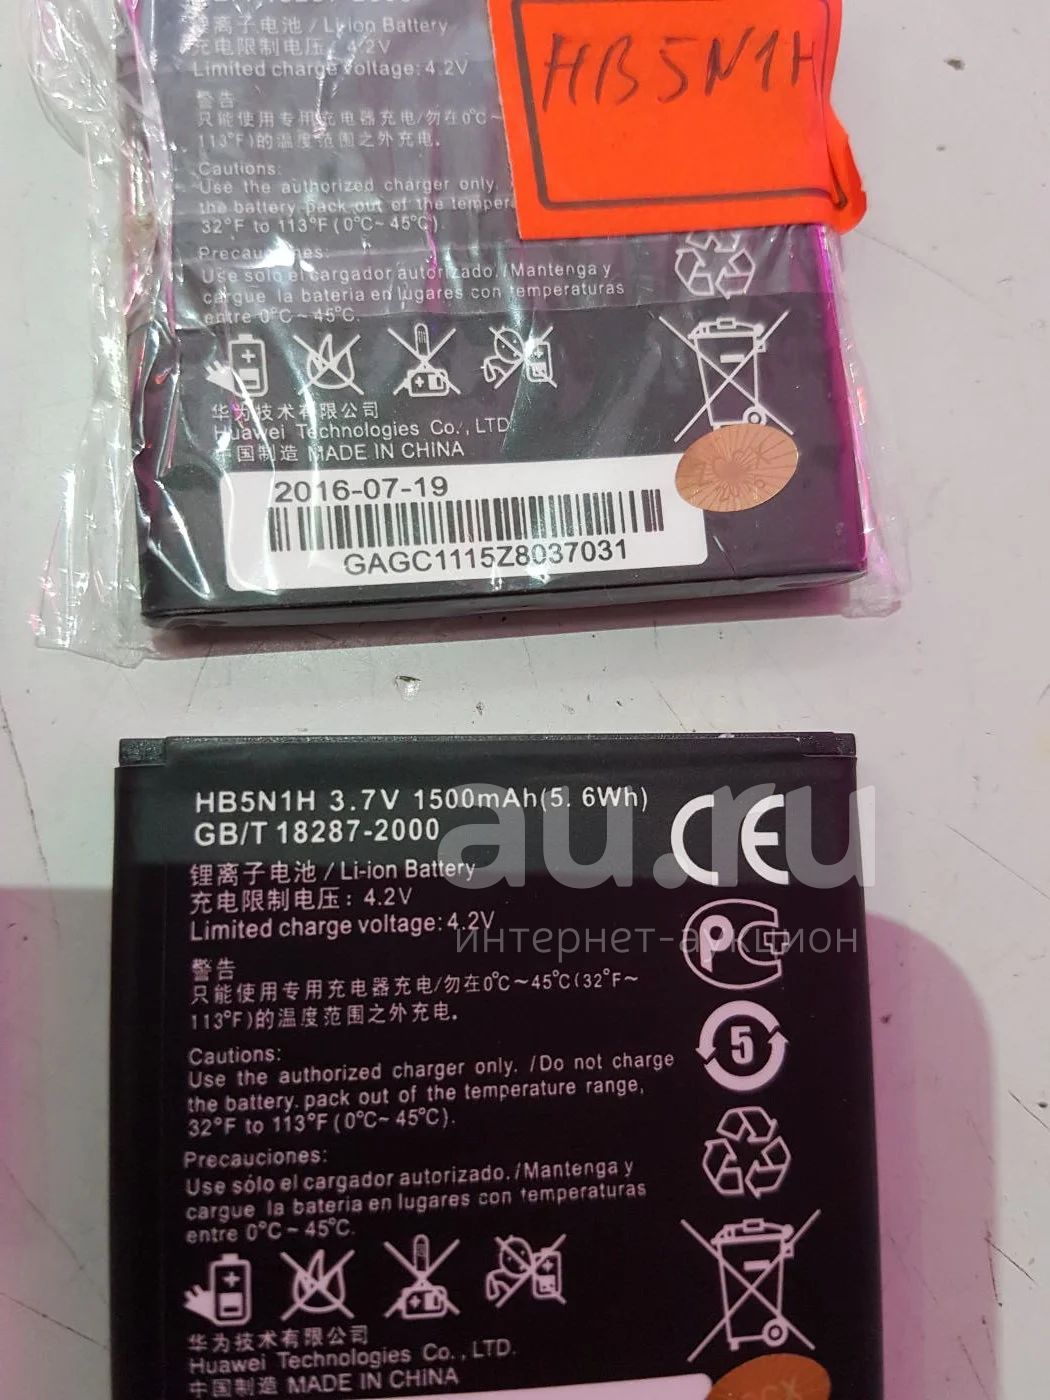 HB5N1H
锂离子电池 / Li-ion Battery
充电限制电压: 4.2V
Limited charge voltage: 4.2V
警告
只能使用专用充电器充电/勿在0°C~
113°F)的温度范围之外充电。
Cautions:
Use the authorized charger only.
the battery pack out of the temper
32°F to 113°F (0°C~ 45°C).
Precauciones:
Use sólo el cargador autorizado. /Mantenga y
cargue la bateria en lugares con temperaturas
entre 0°C~ 45°C.
华为技术有限公司
Huawei Technologies Co., LTD.
中国制造 MADE IN CHINA
2016-07-19
GAGC1115Z8037031
HB5N1H 3.7V 1500mAh(5.6Wh)
GB/T 18287-2000
锂离子电池 / Li-ion Battery
充电限制电压: 4.2V
Limited charge voltage: 4.2V
CE
au.ru
интернет-аукцион
警告
只能使用专用充电器充电/勿在0°C~45°C(32°F~
113°F)的温度范围之外充电。
5
Cautions:
Use the authorized charger only. /Do not charge
the battery. pack out of the temperature range,
32°F to 113°F (0°C~ 45°C).
Precauciones:
Use sólo el cargador autorizado. /Mantenga y
cargue la bateria en lugares con temperaturas
entre 0°C~ 45°C.
华为技术有限公司
Huawei Technologies Co., LTD.
中国制造 MADE IN CHINA